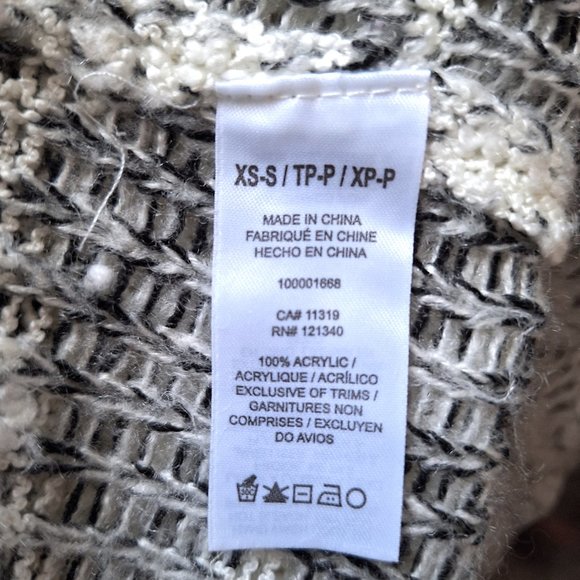 XS-S / TP-P / XP-P
MADE IN CHINA
FABRIQUÉ EN CHINE
HECHO EN CHINA
100001668
CA# 11319
RN# 121340
100% ACRYLIC /
ACRYLIQUE / ACRÍLICO
EXCLUSIVE OF TRIMS /
GARNITURES NON
COMPRISES / EXCLUYEN
DO AVIOS